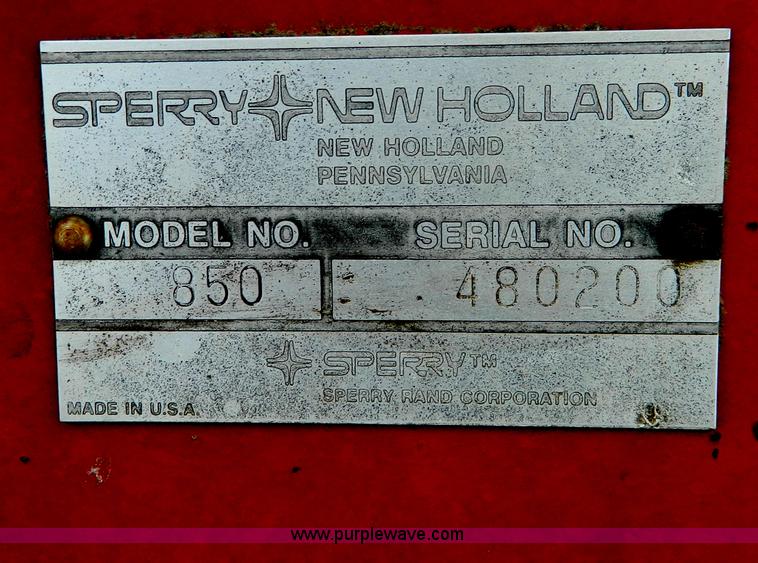 SPERRY NEW HOLLAND™
NEW HOLLAND
PENNSYLVANIA
MODEL NO. SERIAL NO.
850 480200
SPERRY™
SPERRY RAND CORPORATION
MADE IN U.S.A.
www.purplewave.com